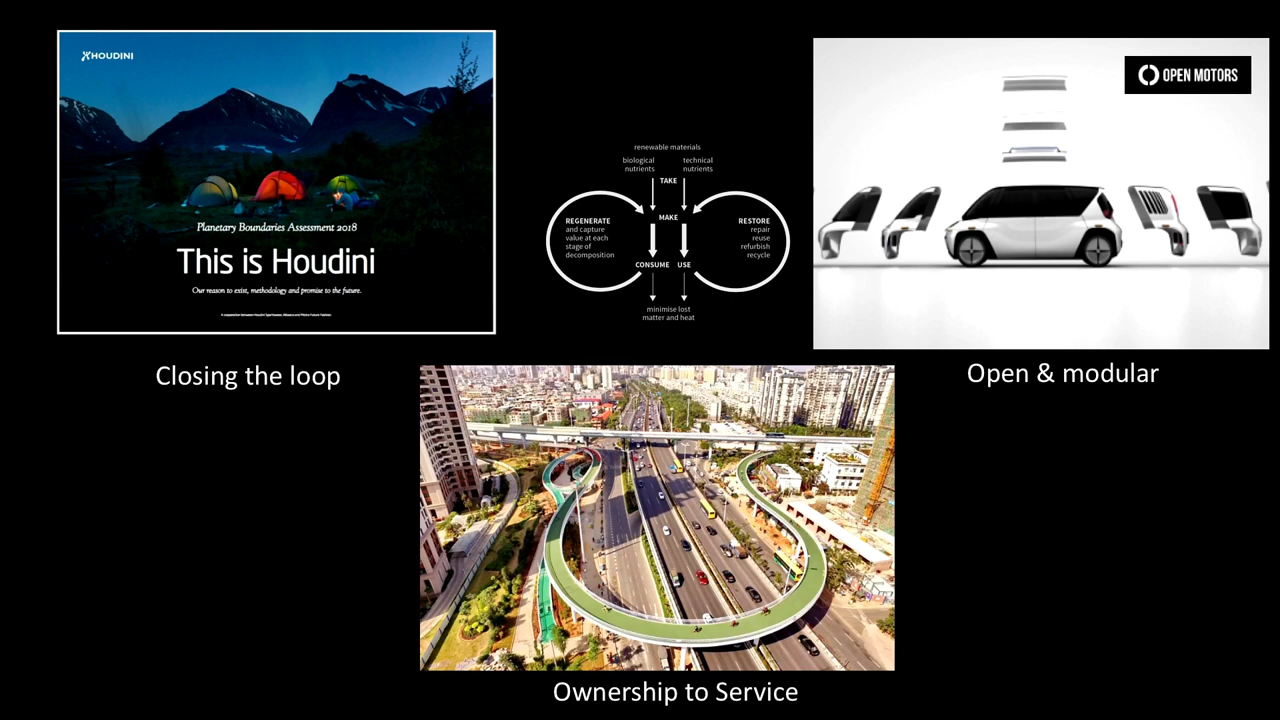 HOUDINI
Planetary Boundaries Assessment 2018
This is Houdini
Our reason to exist, methodology and promise to the future.
Closing the loop
renewable materials
biological
nutrients
technical
nutrients
TAKE
MAKE
REGENERATE
and capture
value at each
stage of
decomposition
RESTORE
repair
reuse
refurbish
recycle
CONSUME USE
minimise lost
matter and heat
OPEN MOTORS
Open & modular
Ownership to Service